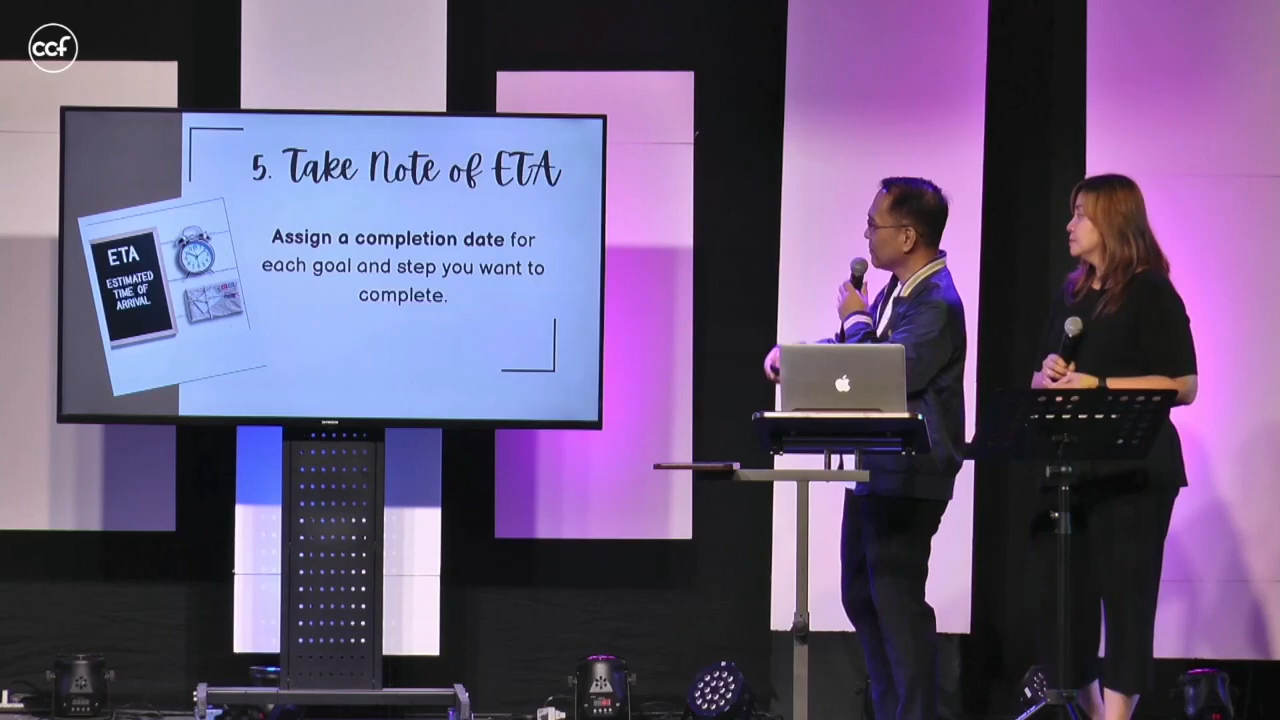 ccf
5. Take Note of ETA
Assign a completion date for
each goal and step you want to
complete.
ETA
ESTIMATED
TIME OF
ARRIVAL